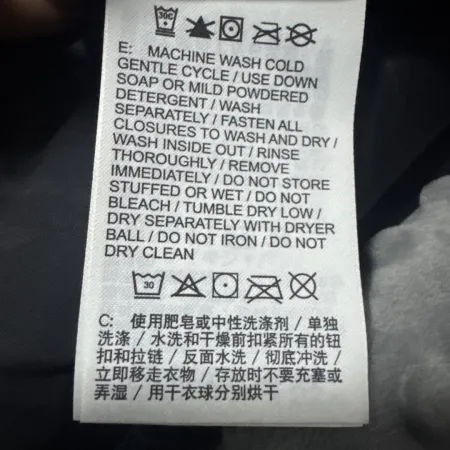 30C
E: MACHINE WASH COLD
GENTLE CYCLE / USE DOWN
SOAP OR MILD POWDERED
DETERGENT / WASH
SEPARATELY / FASTEN ALL
CLOSURES TO WASH AND DRY /
WASH INSIDE OUT / RINSE
THOROUGHLY / REMOVE
IMMEDIATELY / DO NOT STORE
STUFFED OR WET / DO NOT
BLEACH / TUMBLE DRY LOW /
DRY SEPARATELY WITH DRYER
BALL / DO NOT IRON / DO NOT
DRY CLEAN
30
C: 使用肥皂或中性洗涤剂 / 单独
洗涤 / 水洗和干燥前扣紧所有的钮
扣和拉链 / 反面水洗 / 彻底冲洗 /
立即移走衣物 / 存放时不要充塞或
弄湿 / 用干衣球分别烘干